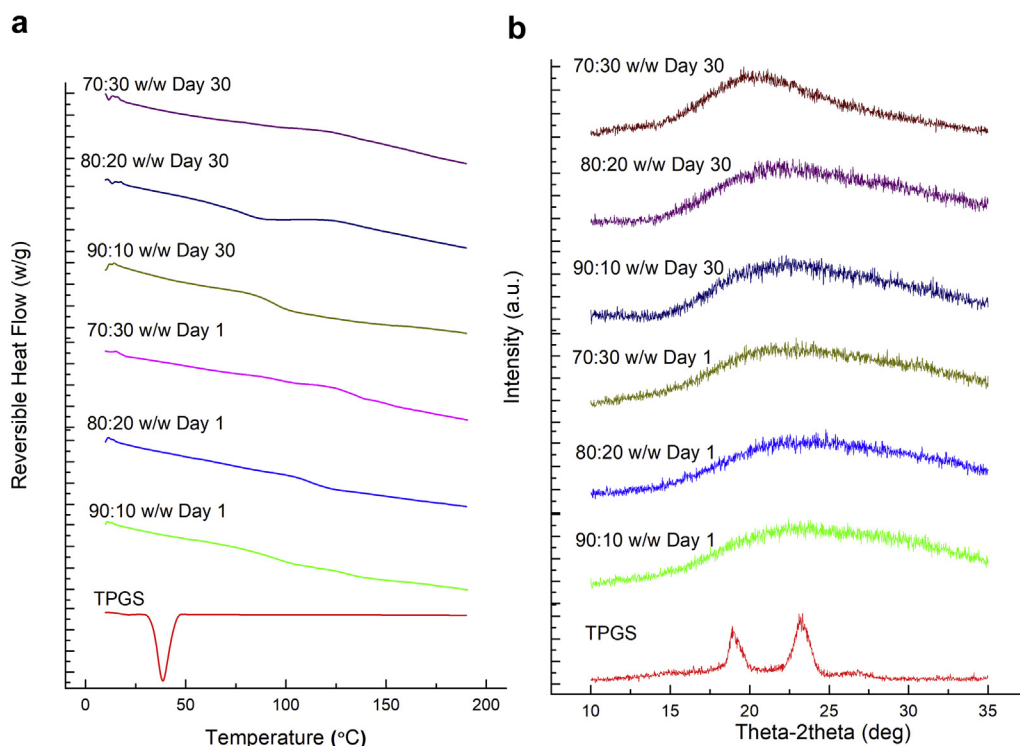 a
70:30 w/w Day 30
80:20 w/w Day 30
90:10 w/w Day 30
70:30 w/w Day 1
80:20 w/w Day 1
90:10 w/w Day 1
TPGS
Reversible Heat Flow (w/g)
0 50 100 150 200
Temperature (°C)
b
70:30 w/w Day 30
80:20 w/w Day 30
90:10 w/w Day 30
70:30 w/w Day 1
80:20 w/w Day 1
90:10 w/w Day 1
TPGS
Intensity (a.u.)
10 15 20 25 30 35
Theta-2theta (deg)